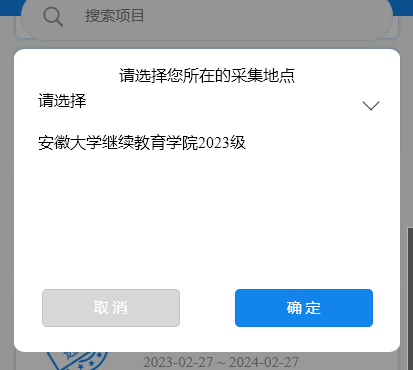 搜索项目
请选择您所在的采集地点
请选择
安徽大学继续教育学院2023级
取消
确定
2023-02-27 ~ 2024-02-27